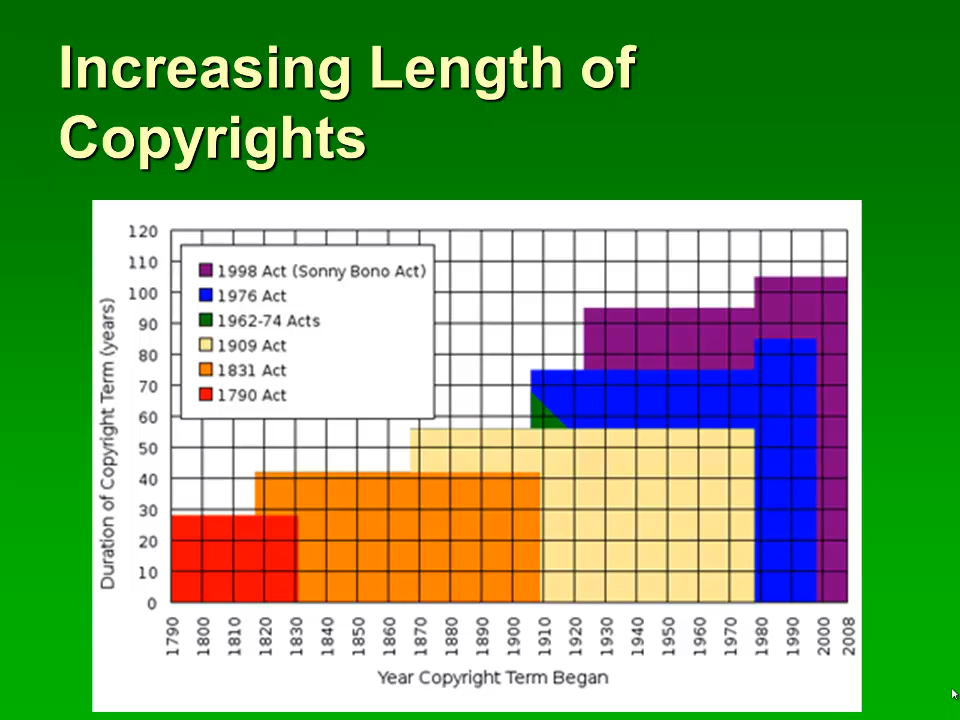 Increasing Length of
Copyrights
120
110
100
90
80
70
60
50
40
30
20
10
0
Duration of Copyright Term (years)
1998 Act (Sonny Bono Act)
1976 Act
1962-74 Acts
1909 Act
1831 Act
1790 Act
1790 1800 1810 1820 1830 1840 1850 1860 1870 1880 1890 1900 1910 1920 1930 1940 1950 1960 1970 1980 1990 2000 2008
Year Copyright Term Began